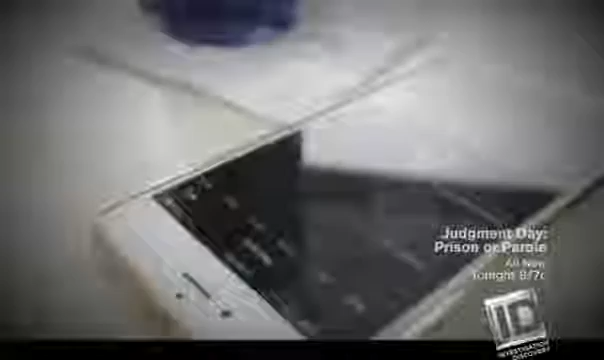 Judgment Day:
Prison or Parole
All New
Tonight 8/7c
ID
INVESTIGATION
DISCOVERY